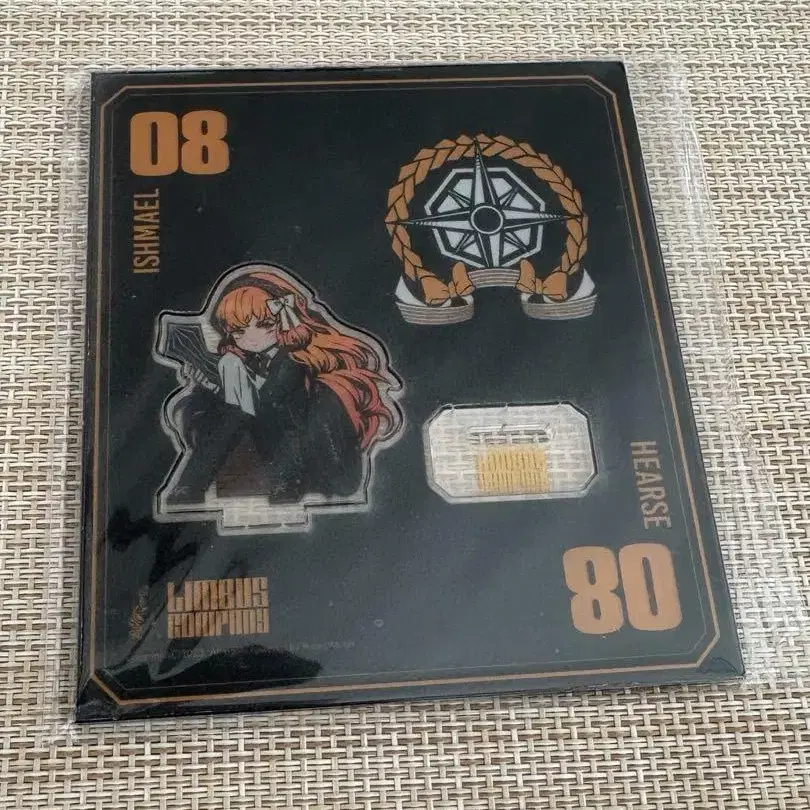 08
ISHMAEL
HEARSE
80
LIMBUS
COMPANY